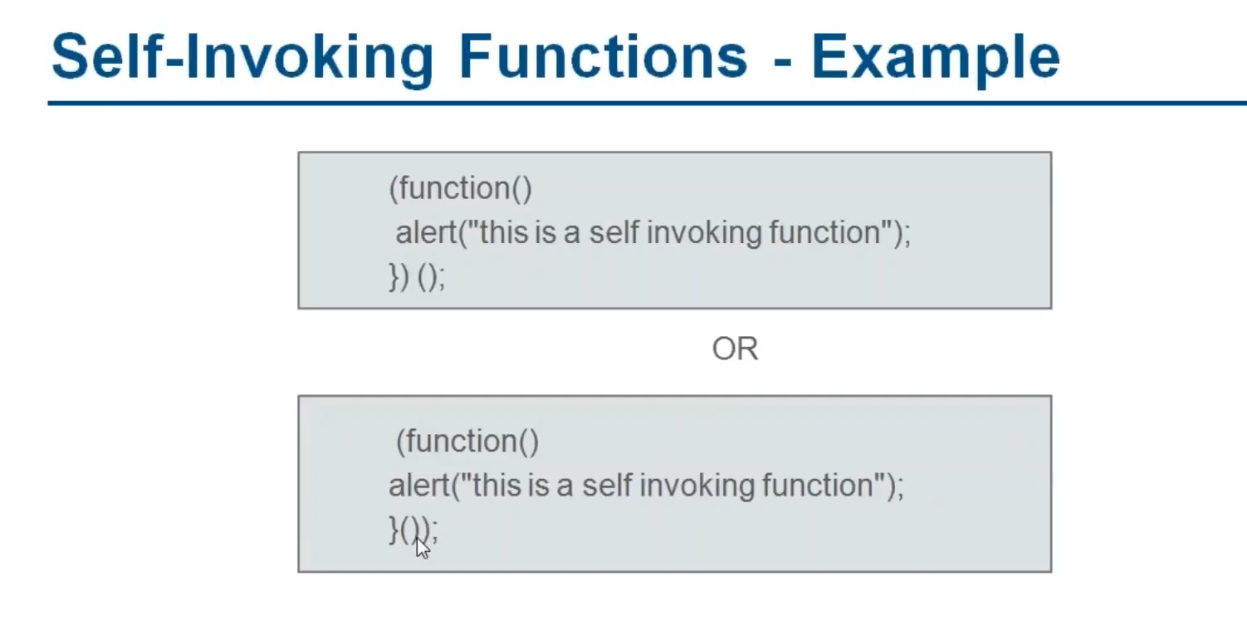 Self-Invoking Functions - Example
(function()
alert("this is a self invoking function");
}) ();
OR
(function()
alert("this is a self invoking function");
}());